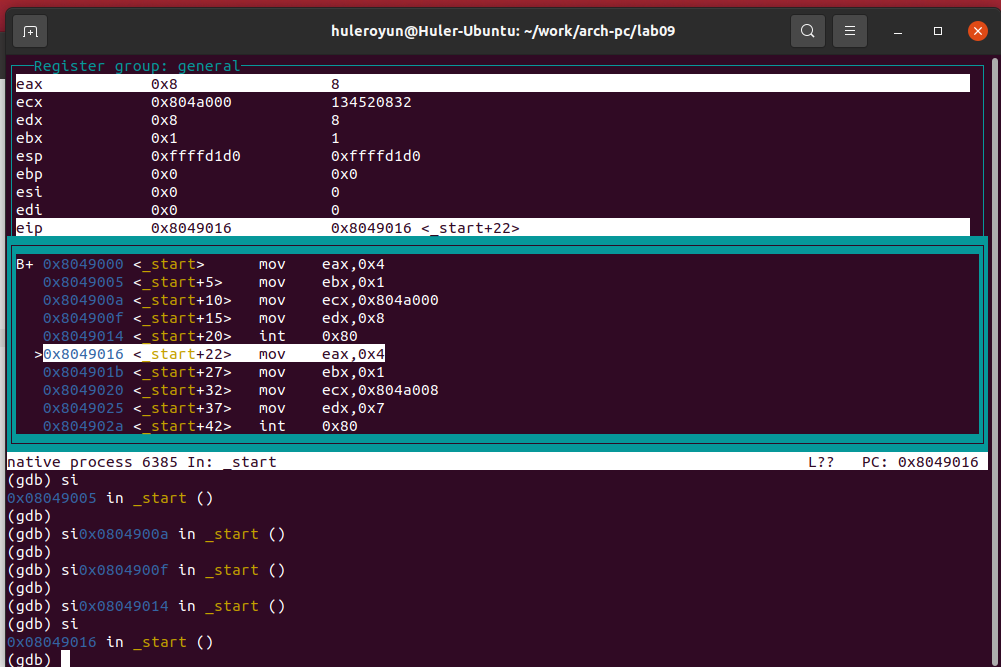 huleroyun@Huler-Ubuntu: ~/work/arch-pc/lab09
Register group: general
eax 0x8 8
ecx 0x804a000 134520832
edx 0x8 8
ebx 0x1 1
esp 0xffffd1d0 0xffffd1d0
ebp 0x0 0x0
esi 0x0 0
edi 0x0 0
eip 0x8049016 0x8049016 <_start+22>
B+ 0x8049000 <_start> mov eax,0x4
0x8049005 <_start+5> mov ebx,0x1
0x804900a <_start+10> mov ecx,0x804a000
0x804900f <_start+15> mov edx,0x8
0x8049014 <_start+20> int 0x80
>0x8049016 <_start+22> mov eax,0x4
0x804901b <_start+27> mov ebx,0x1
0x8049020 <_start+32> mov ecx,0x804a008
0x8049025 <_start+37> mov edx,0x7
0x804902a <_start+42> int 0x80
native process 6385 In: _start L?? PC: 0x8049016
(gdb) si
0x08049005 in _start ()
(gdb)
(gdb) si0x0804900a in _start ()
(gdb)
(gdb) si0x0804900f in _start ()
(gdb)
(gdb) si0x08049014 in _start ()
(gdb) si
0x08049016 in _start ()
(gdb)